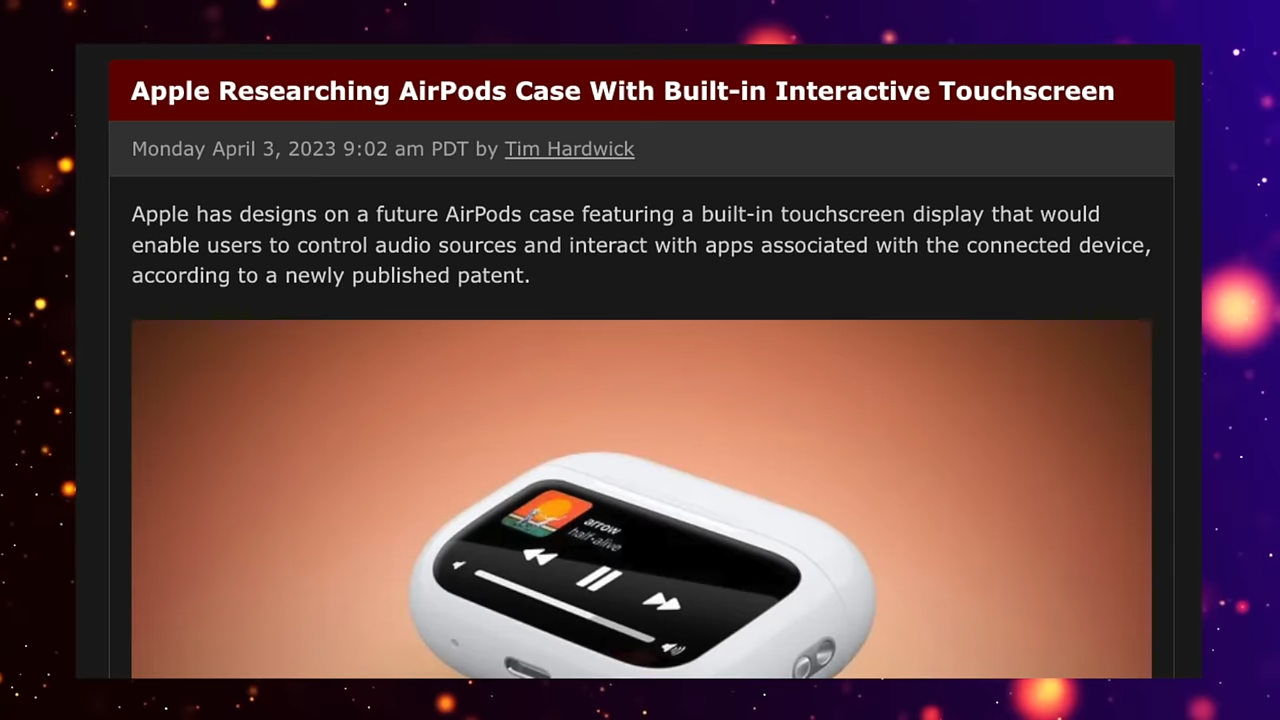 Apple Researching AirPods Case With Built-in Interactive Touchscreen
Monday April 3, 2023 9:02 am PDT by Tim Hardwick
Apple has designs on a future AirPods case featuring a built-in touchscreen display that would
enable users to control audio sources and interact with apps associated with the connected device,
according to a newly published patent.
arrow
half•alive